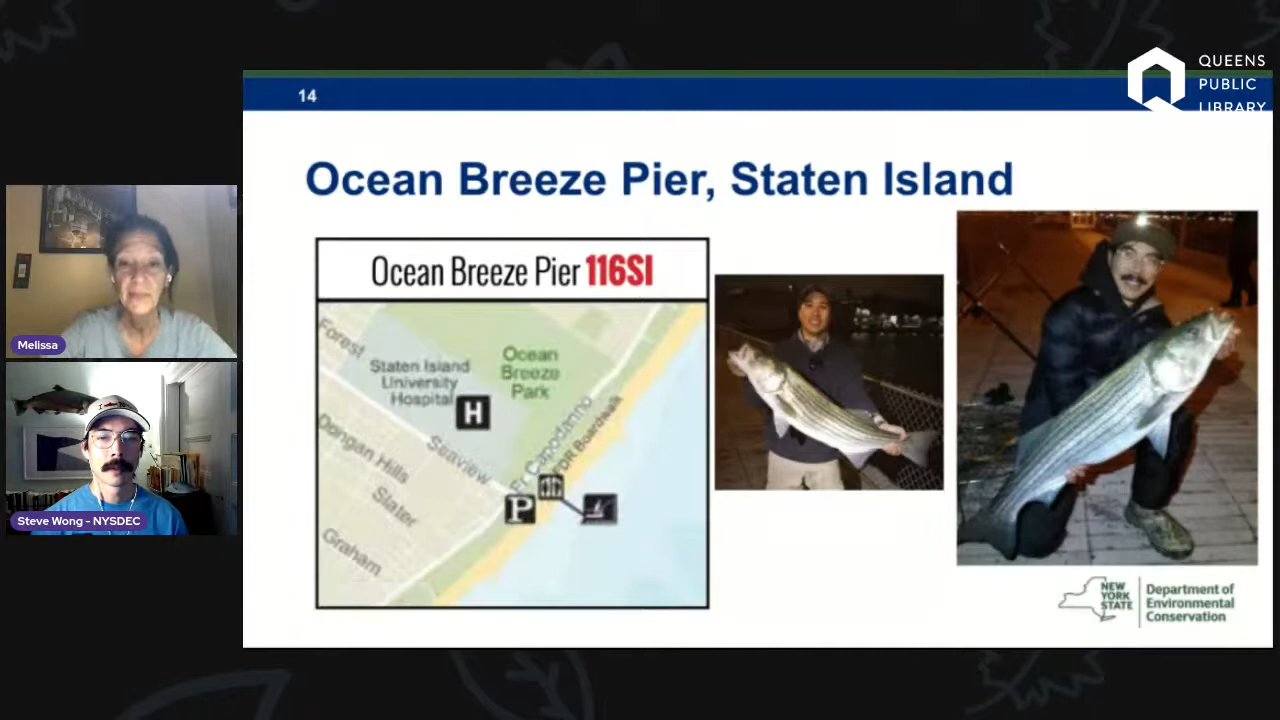 14
QUEENS
PUBLIC
LIBRARY
Ocean Breeze Pier, Staten Island
Ocean Breeze Pier 116SI
Forest
Staten Island
University
Hospital
H
Ocean
Breeze
Park
Dongan Hills
Seaview
Slater
Graham
Fr Capodanno
FDR Boardwalk
P
Melissa
Steve Wong - NYSDEC
NEW
YORK
STATE
Department of
Environmental
Conservation